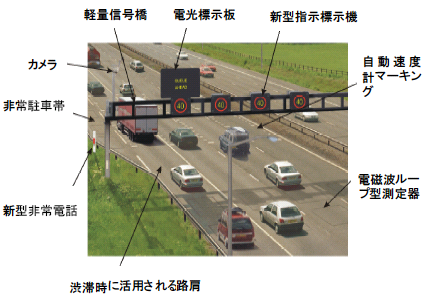 軽量信号橋
電光標示板
新型指示標示機
カメラ
自動速度
計マーキン
グ
非常駐車帯
40
40
40
40
電磁波ルー
プ型測定器
新型非常電話
渋滞時に活用される路肩